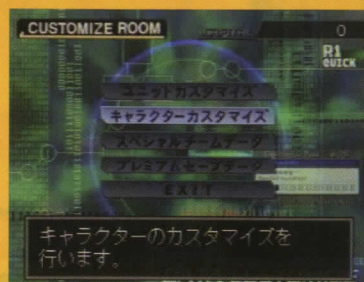 CUSTOMIZE ROOM
0
R1
QUICK
ユニットカスタマイズ
キャラクターカスタマイズ
スペシャルチームデータ
プレミアムセーブデータ
EXIT
キャラクターのカスタマイズを
行います。